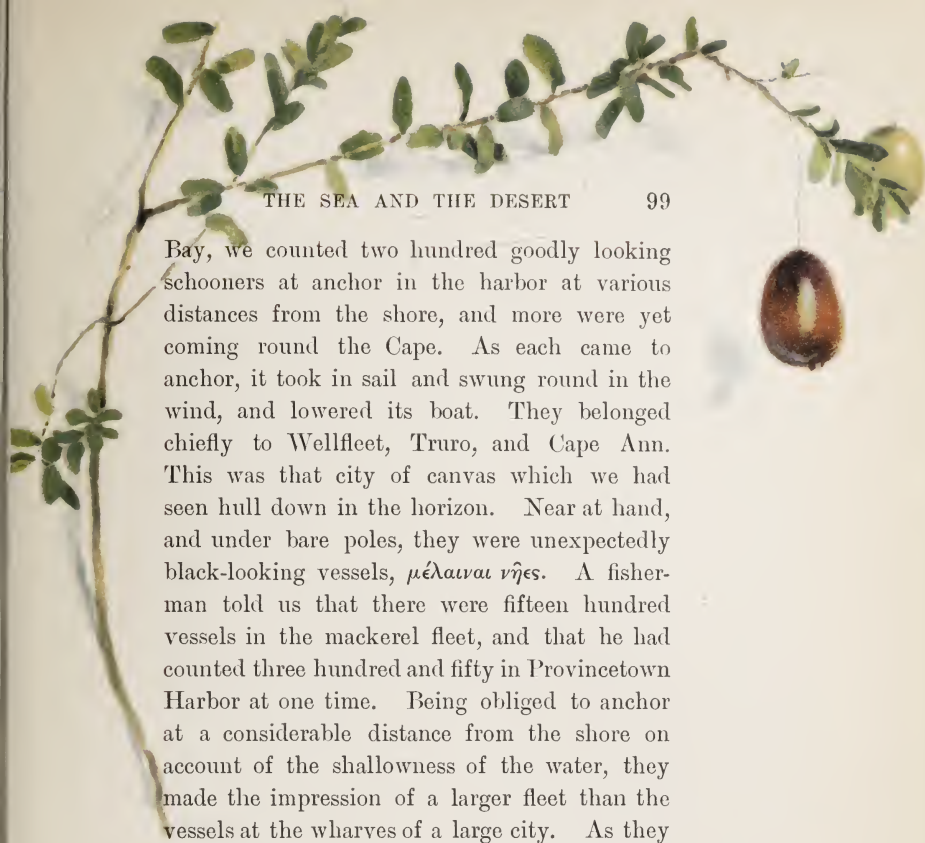 THE SEA AND THE DESERT 99
Bay, we counted two hundred goodly looking
schooners at anchor in the harbor at various
distances from the shore, and more were yet
coming round the Cape. As each came to
anchor, it took in sail and swung round in the
wind, and lowered its boat. They belonged
chiefly to Wellfleet, Truro, and Cape Ann.
This was that city of canvas which we had
seen hull down in the horizon. Near at hand,
and under bare poles, they were unexpectedly
black-looking vessels, μέλαιναι νῆες. A fisher-
man told us that there were fifteen hundred
vessels in the mackerel fleet, and that he had
counted three hundred and fifty in Provincetown
Harbor at one time. Being obliged to anchor
at a considerable distance from the shore on
account of the shallowness of the water, they
made the impression of a larger fleet than the
vessels at the wharves of a large city. As they